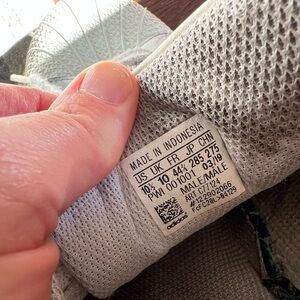 MADE IN INDONESIA
US UK FR JP CHN
10½ 10 44⅔ 285 275
PWI 001001 03/19
MALE/MALE
adidas